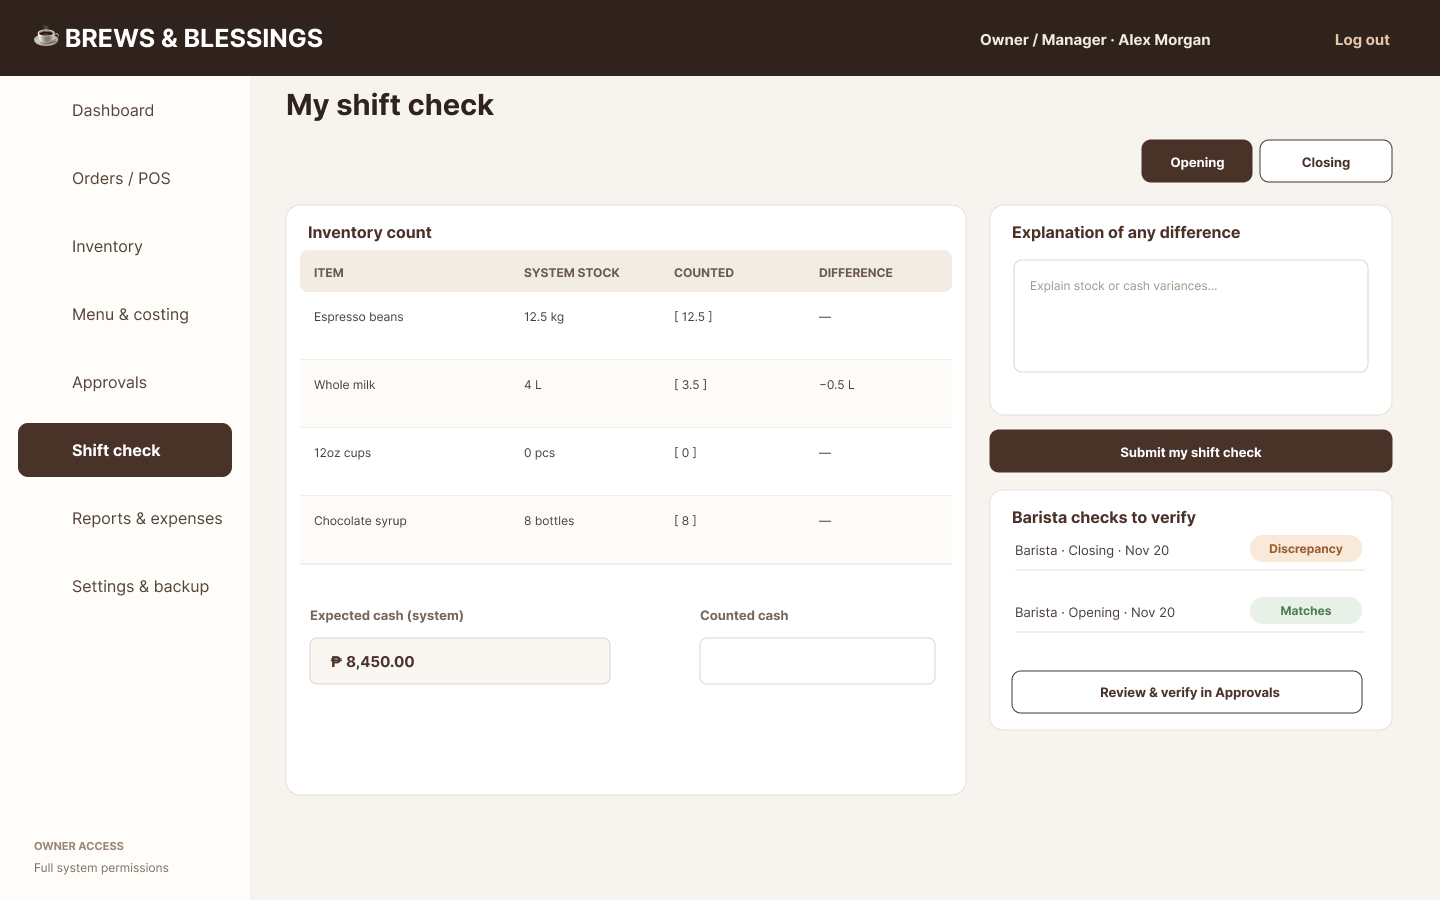 BREWS & BLESSINGS
Owner / Manager · Alex Morgan
Log out
Dashboard
Orders / POS
Inventory
Menu & costing
Approvals
Shift check
Reports & expenses
Settings & backup
OWNER ACCESS
Full system permissions
My shift check
Opening
Closing
Inventory count
ITEM SYSTEM STOCK COUNTED DIFFERENCE
Espresso beans 12.5 kg [ 12.5 ] —
Whole milk 4 L [ 3.5 ] −0.5 L
12oz cups 0 pcs [ 0 ] —
Chocolate syrup 8 bottles [ 8 ] —
Expected cash (system)
₱ 8,450.00
Counted cash
Explanation of any difference
Explain stock or cash variances...
Submit my shift check
Barista checks to verify
Barista · Closing · Nov 20 Discrepancy
Barista · Opening · Nov 20 Matches
Review & verify in Approvals